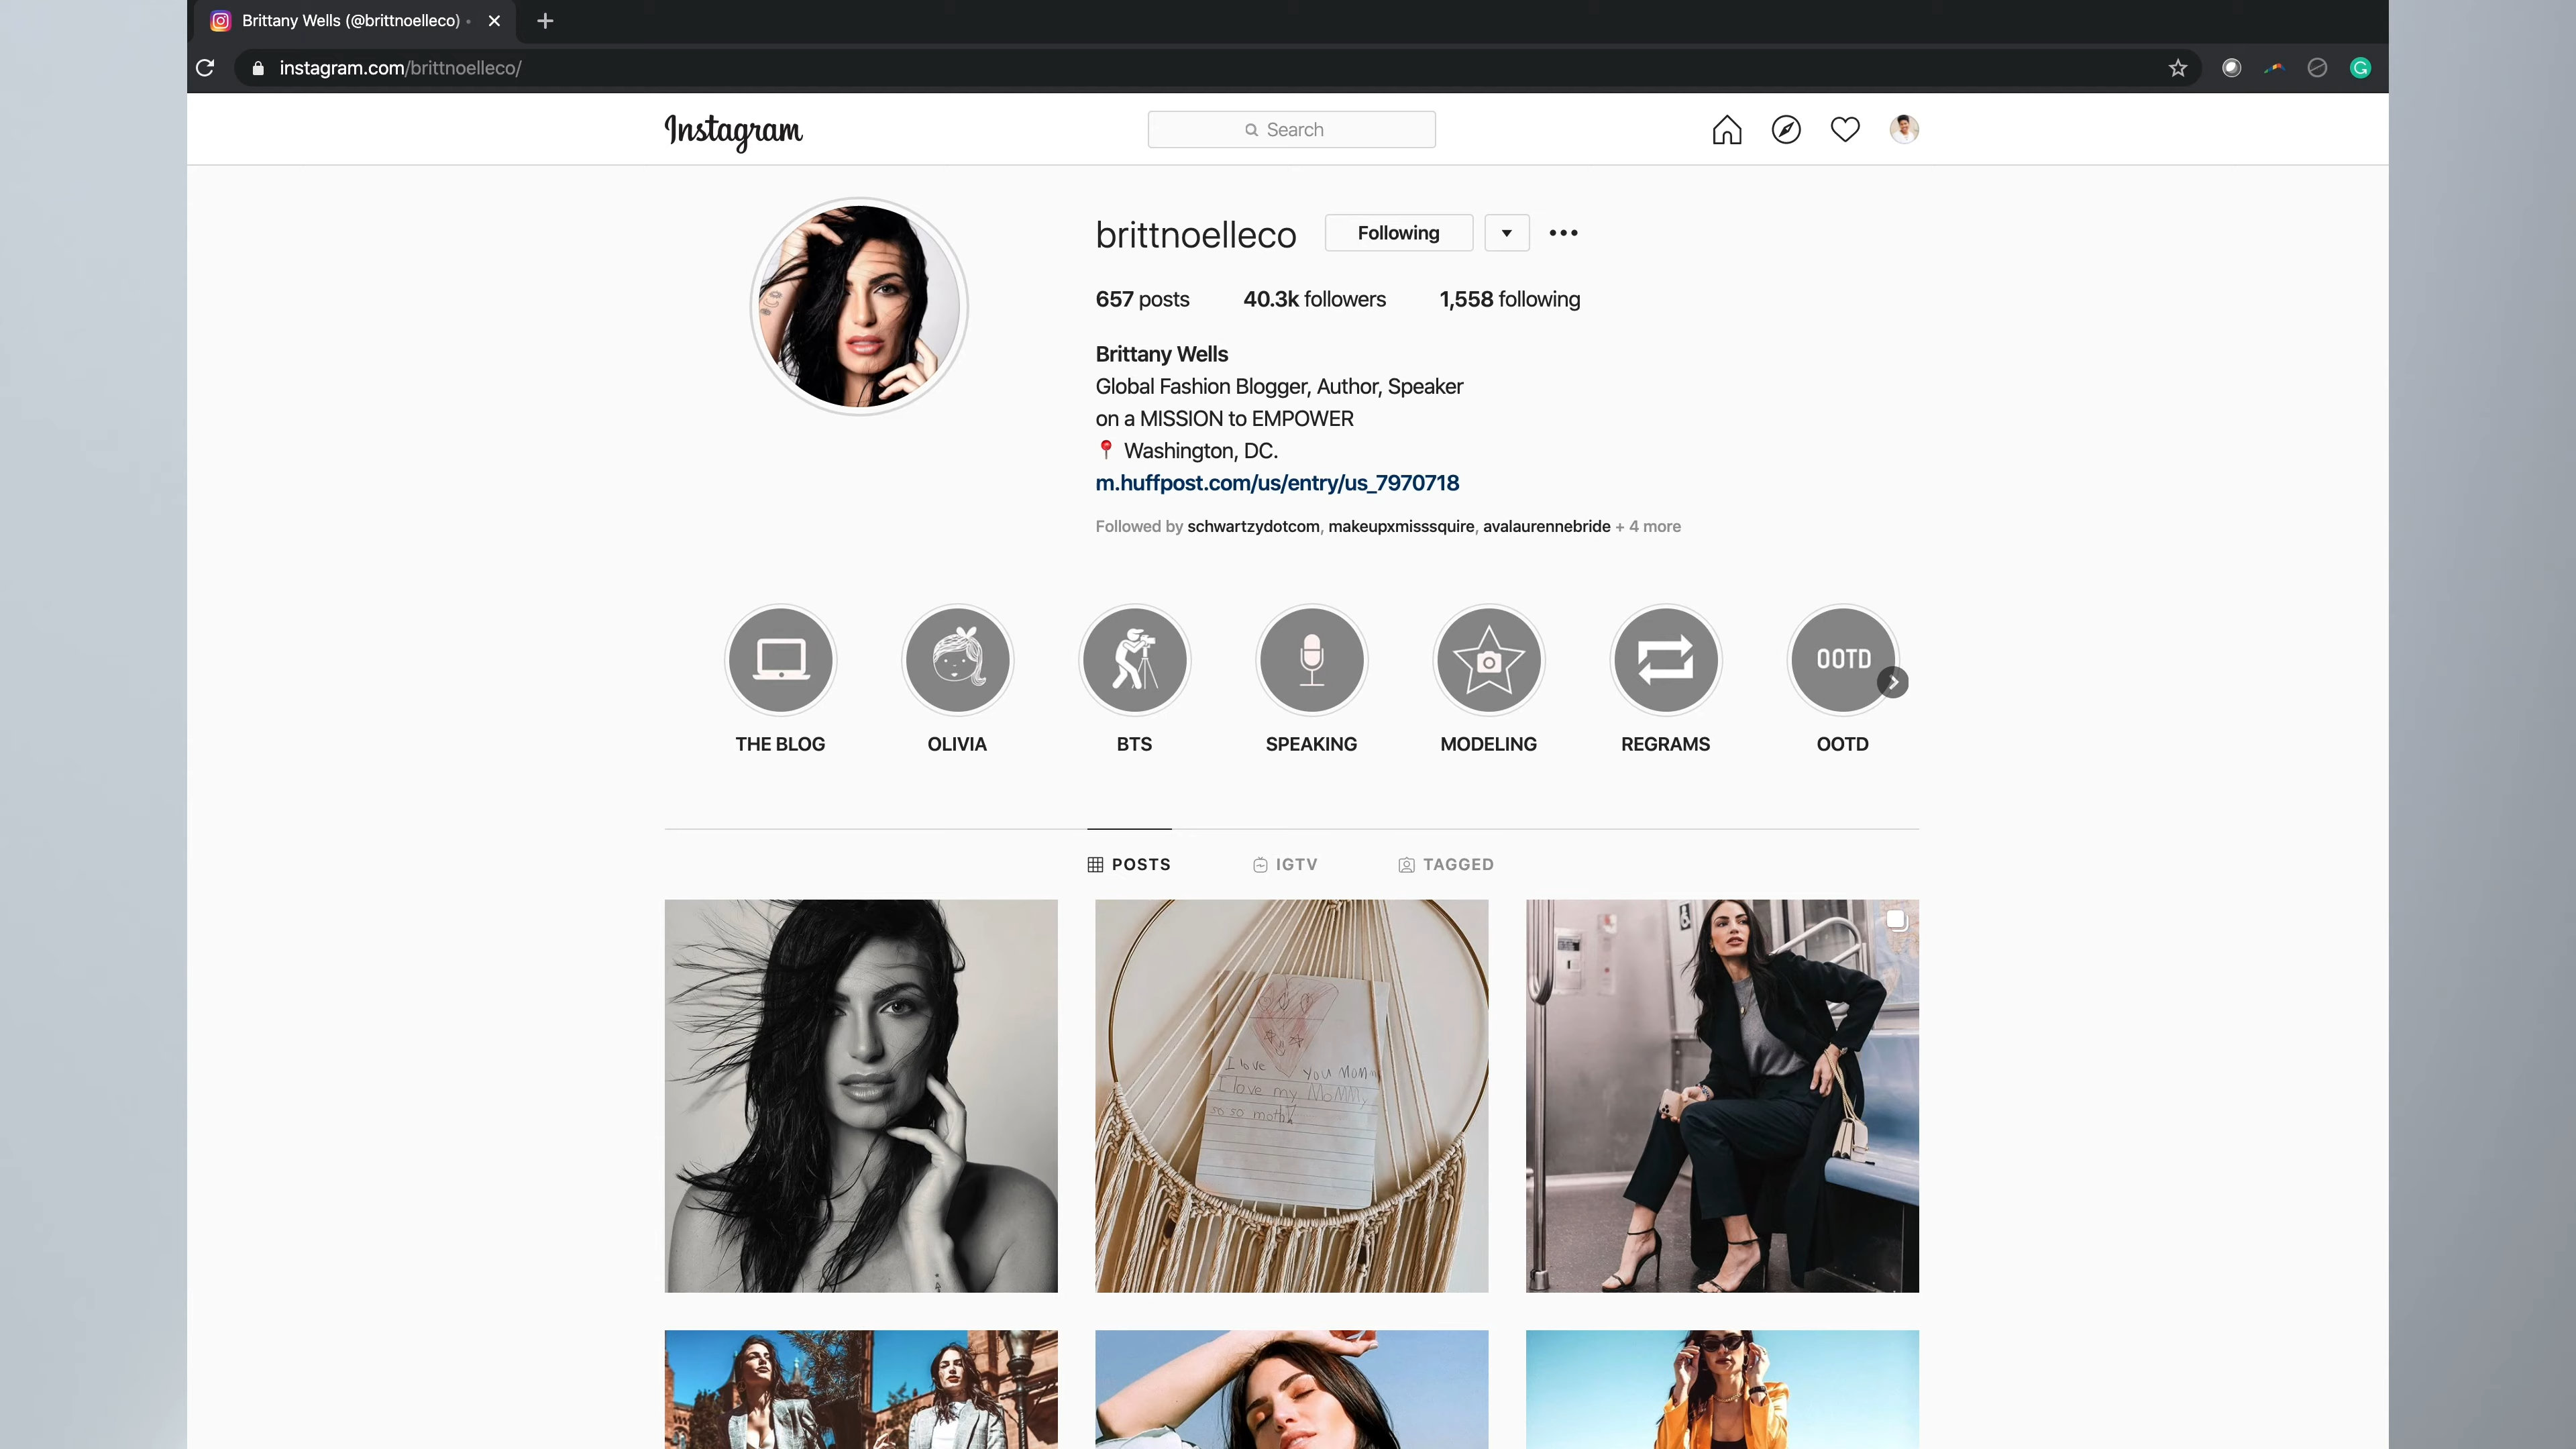 Brittany Wells (@brittnoelleco) •
instagram.com/brittnoelleco/
Instagram
Search
brittnoelleco Following
657 posts 40.3k followers 1,558 following
Brittany Wells
Global Fashion Blogger, Author, Speaker
on a MISSION to EMPOWER
📍 Washington, DC.
m.huffpost.com/us/entry/us_7970718
Followed by schwartzydotcom, makeupxmisssquire, avalaurennebride + 4 more
OOTD
THE BLOG OLIVIA BTS SPEAKING MODELING REGRAMS OOTD
POSTS IGTV TAGGED
I love YOU MOM
I love my MOMMY
so so moth